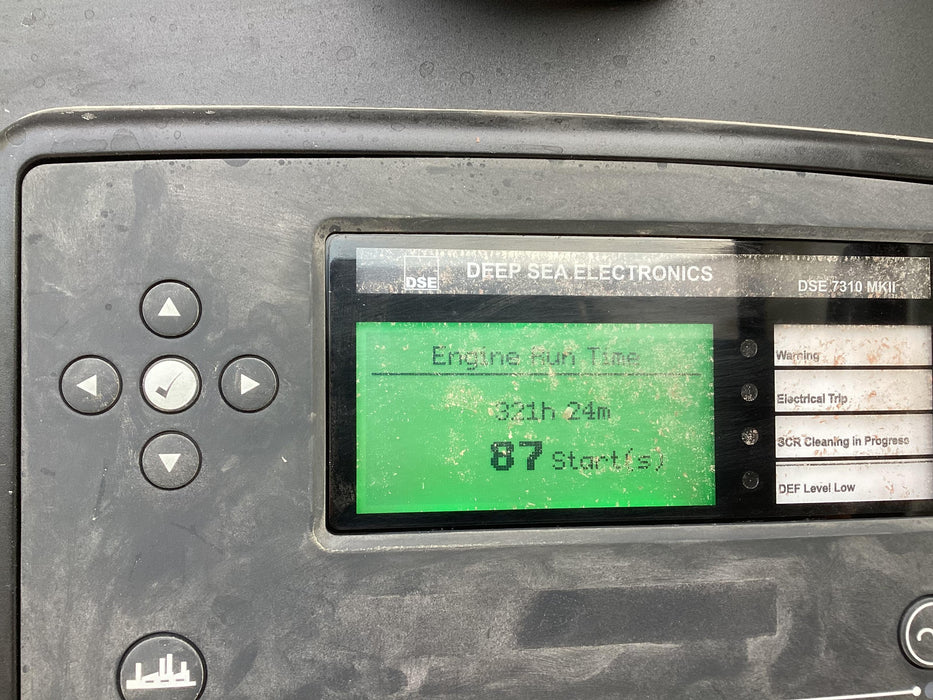 DSE
DEEP SEA ELECTRONICS
DSE 7310 MKII
Engine Run Time
321h 24m
87 Start(s)
Warning
Electrical Trip
SCR Cleaning in Progress
DEF Level Low